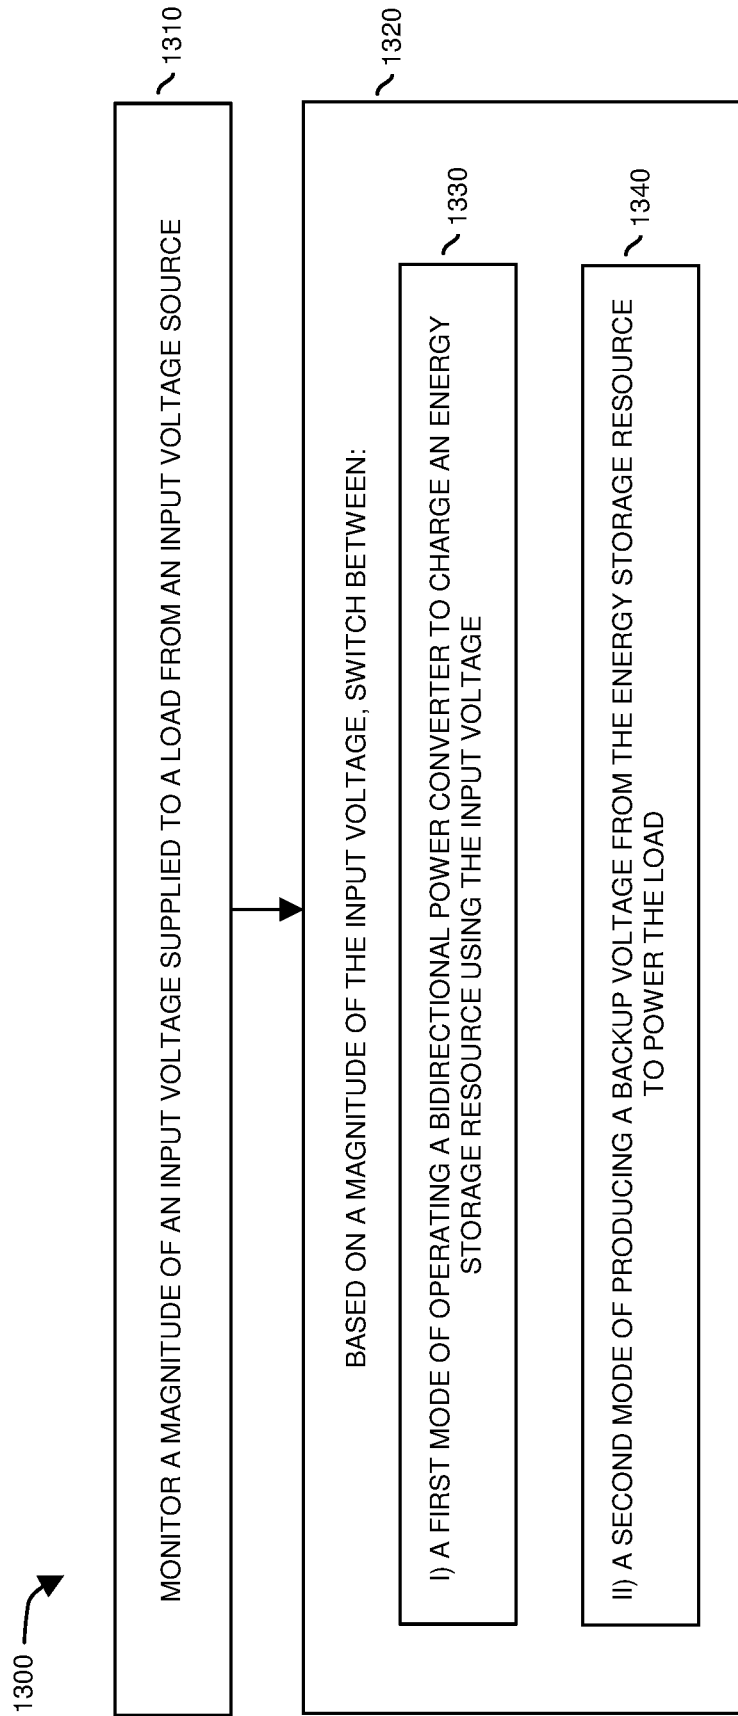 1300
1310
MONITOR A MAGNITUDE OF AN INPUT VOLTAGE SUPPLIED TO A LOAD FROM AN INPUT VOLTAGE SOURCE
1320
BASED ON A MAGNITUDE OF THE INPUT VOLTAGE, SWITCH BETWEEN:
1330
I) A FIRST MODE OF OPERATING A BIDIRECTIONAL POWER CONVERTER TO CHARGE AN ENERGY
STORAGE RESOURCE USING THE INPUT VOLTAGE
1340
II) A SECOND MODE OF PRODUCING A BACKUP VOLTAGE FROM THE ENERGY STORAGE RESOURCE
TO POWER THE LOAD